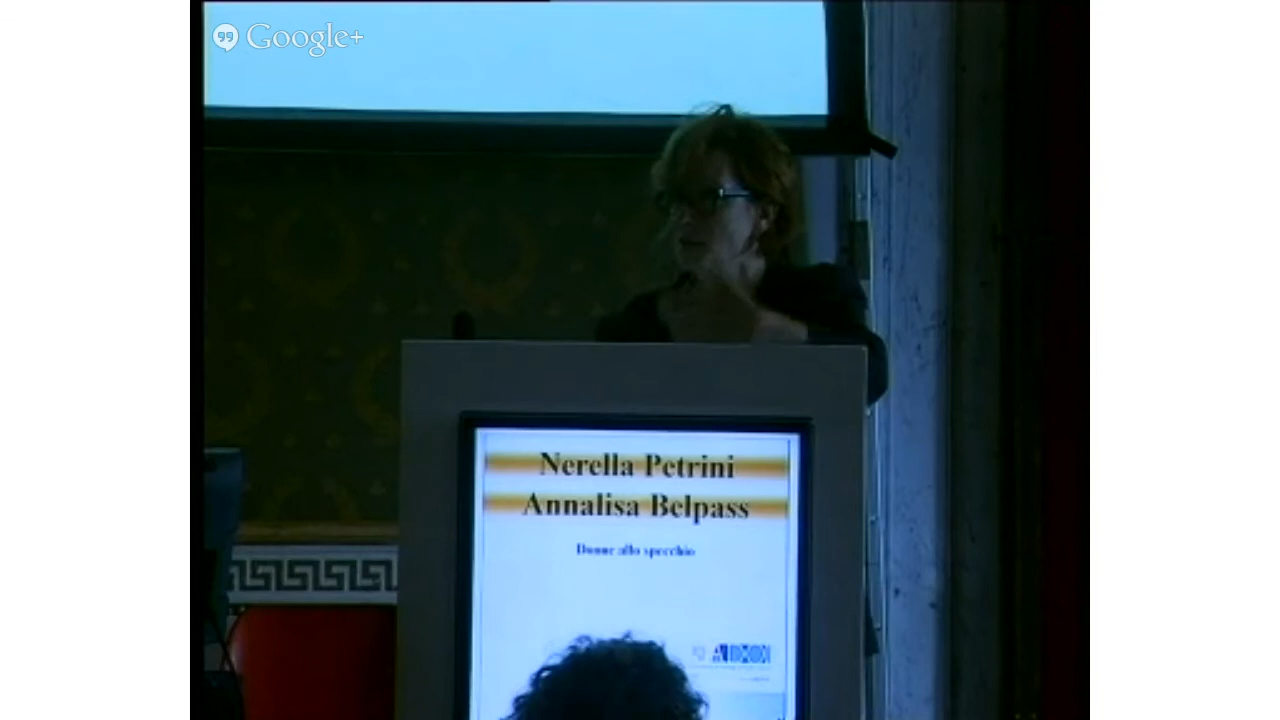 Google+
Nerella Petrini
Annalisa Belpass
Donne allo specchio